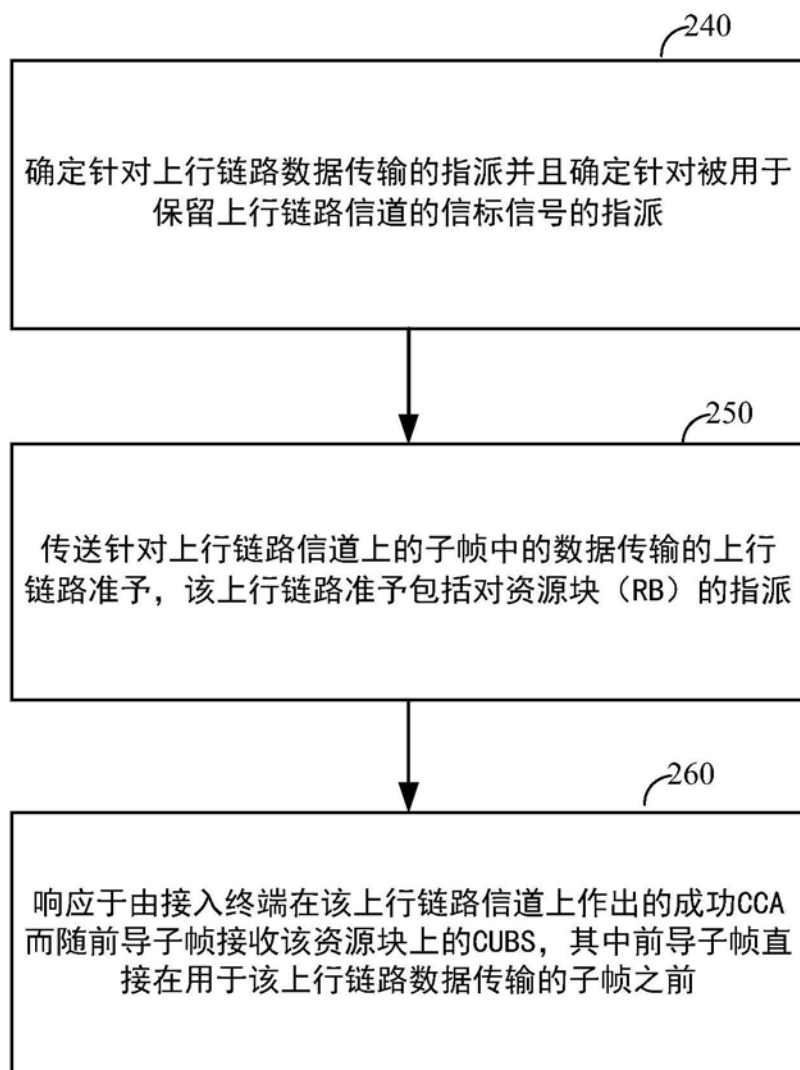 240
确定针对上行链路数据传输的指派并且确定针对被用于
保留上行链路信道的信标信号的指派
250
传送针对上行链路信道上的子帧中的数据传输的上行
链路准予，该上行链路准予包括对资源块（RB）的指派
260
响应于由接入终端在该上行链路信道上作出的成功CCA
而随前导子帧接收该资源块上的CUBS，其中前导子帧直
接在用于该上行链路数据传输的子帧之前